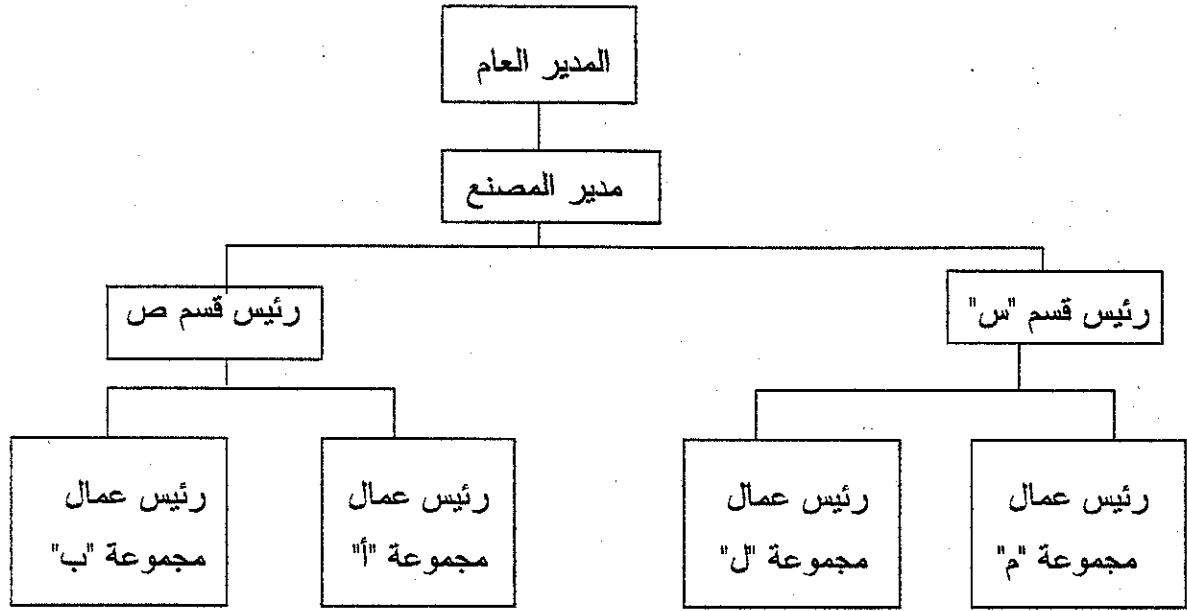 المدير العام
مدير المصنع
رئيس قسم "س"
رئيس قسم ص
رئيس عمال
مجموعة "م"
رئيس عمال
مجموعة "ل"
رئيس عمال
مجموعة "أ"
رئيس عمال
مجموعة "ب"